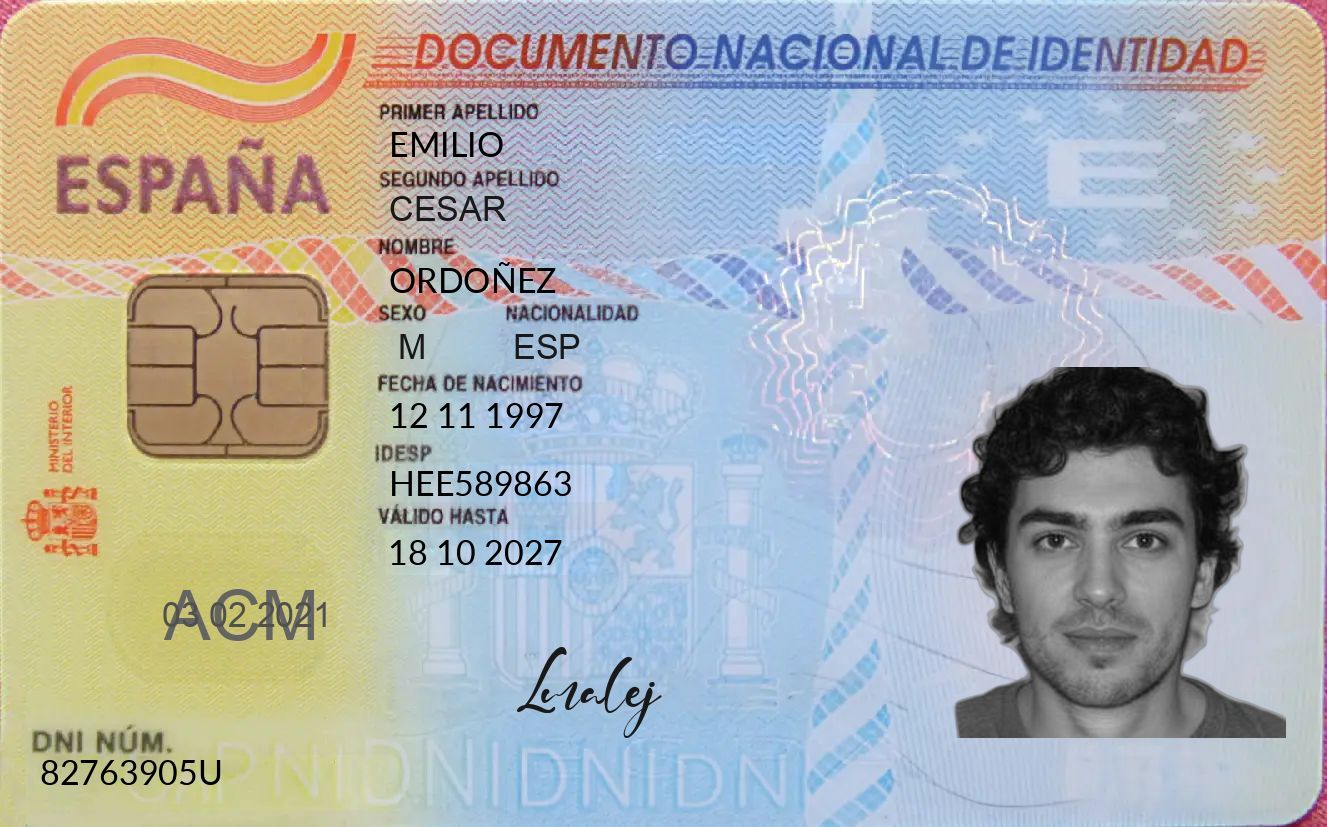 DOCUMENTO NACIONAL DE IDENTIDAD
ESPAÑA
PRIMER APELLIDO
EMILIO
SEGUNDO APELLIDO
CESAR
NOMBRE
ORDOÑEZ
SEXO NACIONALIDAD
M ESP
FECHA DE NACIMIENTO
12 11 1997
IDESP
HEE589863
VÁLIDO HASTA
18 10 2027
MINISTERIO
DEL INTERIOR
E
ACM
03 02 2021
Luralej
DNI NÚM.
82763905U
DNIDNIDNIDN